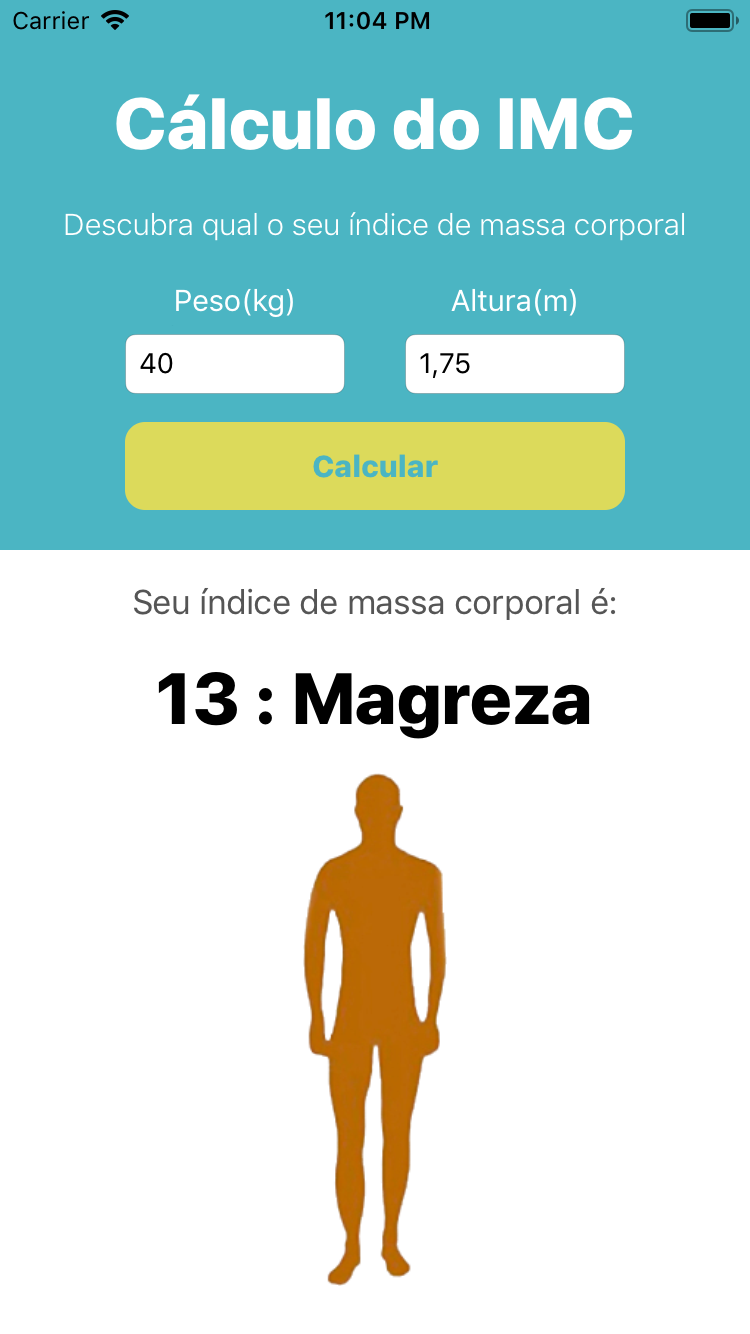 Carrier 11:04 PM
Cálculo do IMC
Descubra qual o seu índice de massa corporal
Peso(kg) Altura(m)
40 1,75
Calcular
Seu índice de massa corporal é:
13 : Magreza